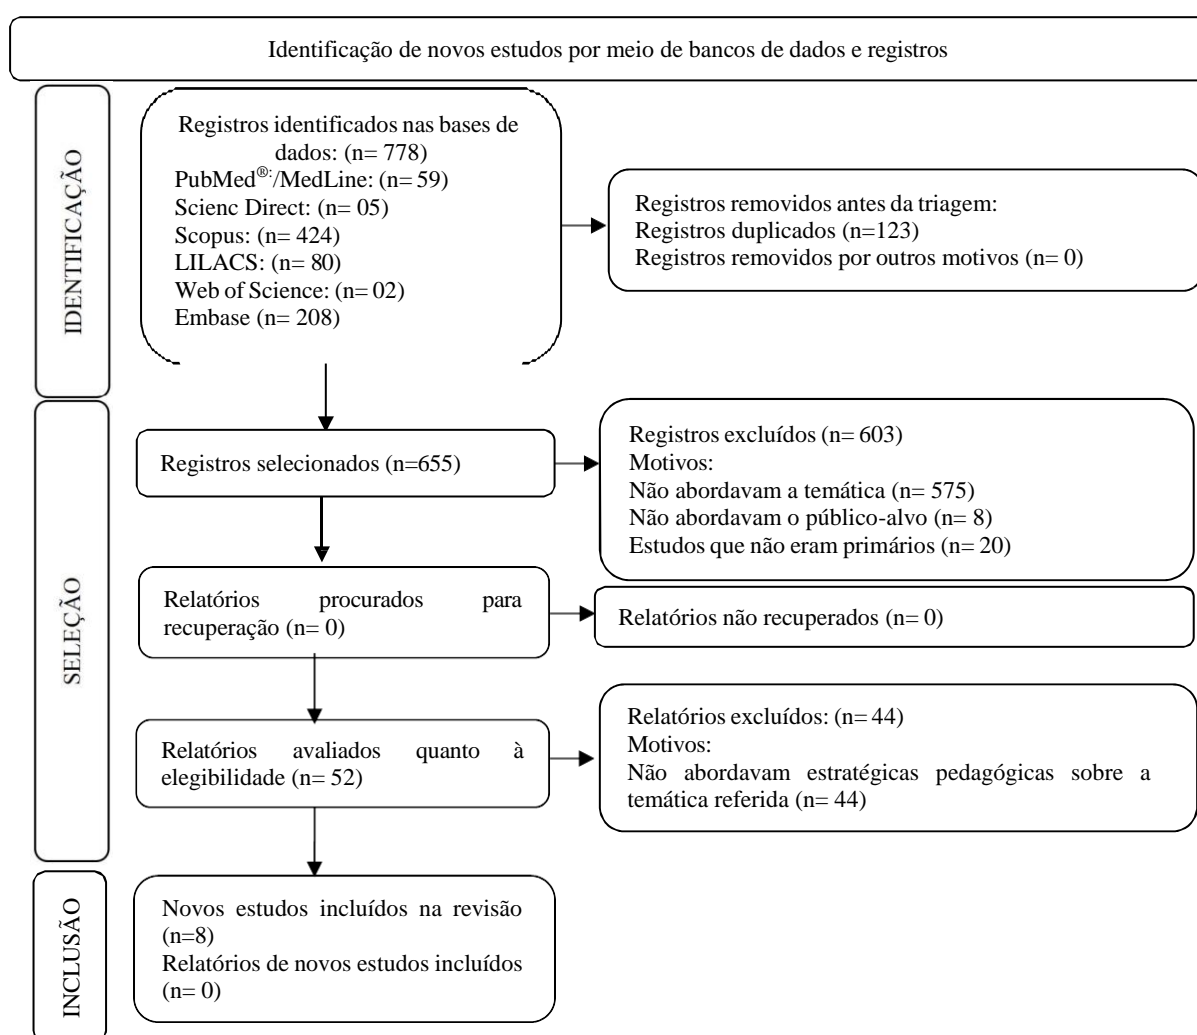 Identificação de novos estudos por meio de bancos de dados e registros
IDENTIFICAÇÃO
Registros identificados nas bases de
dados: (n= 778)
PubMed®:/MedLine: (n= 59)
Scienc Direct: (n= 05)
Scopus: (n= 424)
LILACS: (n= 80)
Web of Science: (n= 02)
Embase (n= 208)
Registros removidos antes da triagem:
Registros duplicados (n=123)
Registros removidos por outros motivos (n= 0)
SELEÇÃO
Registros selecionados (n=655)
Registros excluídos (n= 603)
Motivos:
Não abordavam a temática (n= 575)
Não abordavam o público-alvo (n= 8)
Estudos que não eram primários (n= 20)
Relatórios procurados para
recuperação (n= 0)
Relatórios não recuperados (n= 0)
Relatórios avaliados quanto à
elegibilidade (n= 52)
Relatórios excluídos: (n= 44)
Motivos:
Não abordavam estratégicas pedagógicas sobre a
temática referida (n= 44)
INCLUSÃO
Novos estudos incluídos na revisão
(n=8)
Relatórios de novos estudos incluídos
(n= 0)